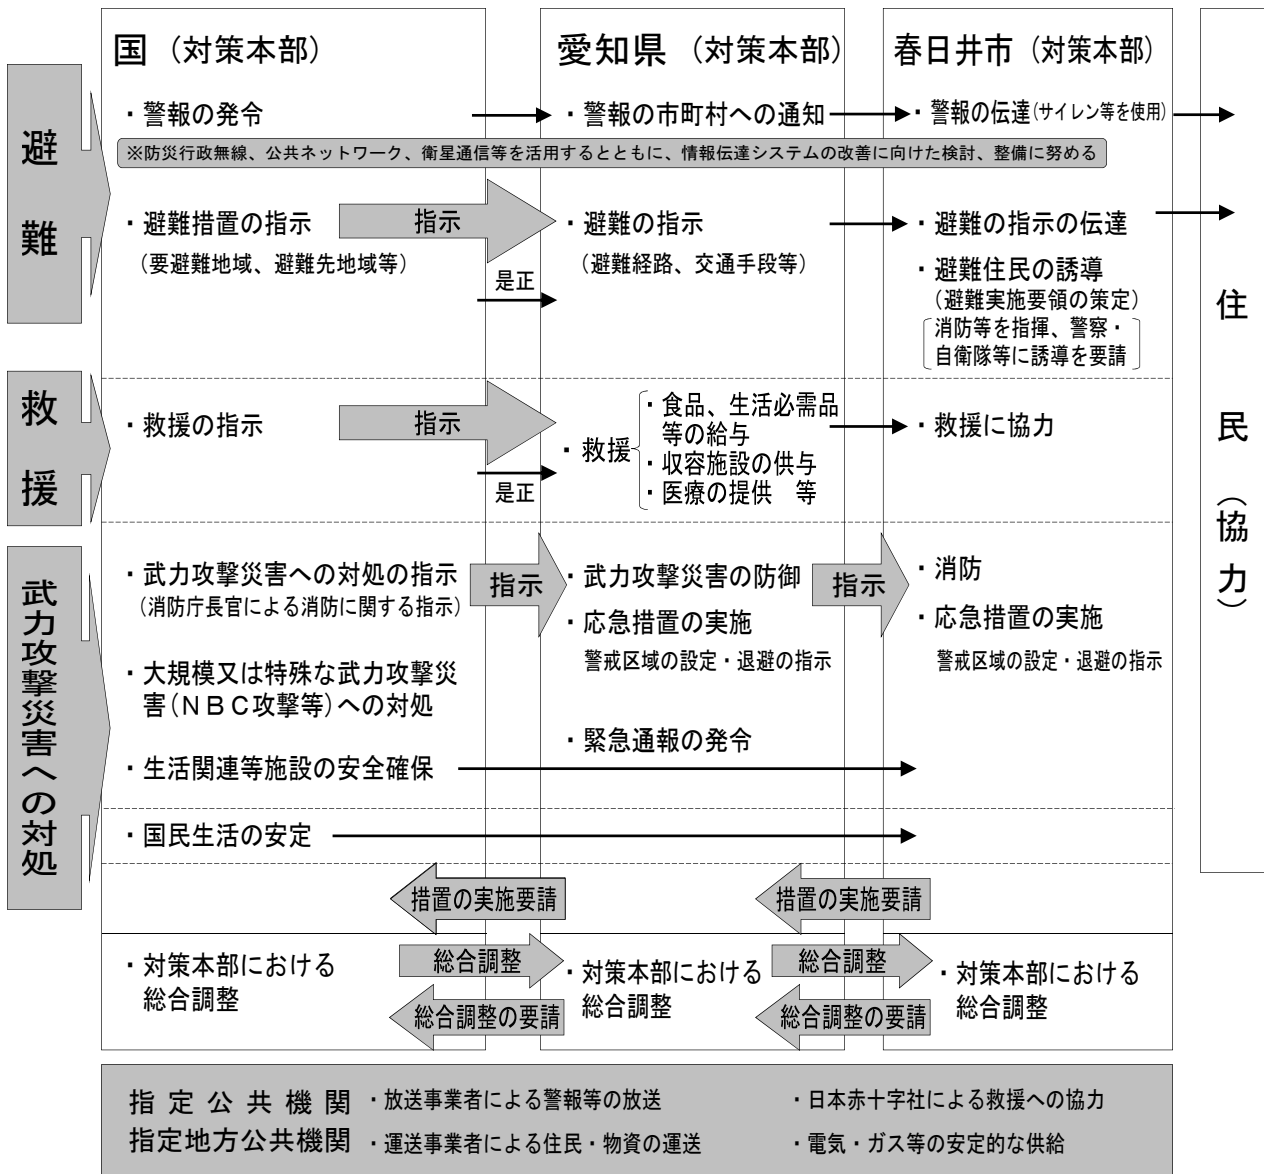 国（対策本部）
愛知県（対策本部）
春日井市（対策本部）
避難
・警報の発令
・警報の市町村への通知
・警報の伝達(サイレン等を使用)
※防災行政無線、公共ネットワーク、衛星通信等を活用するとともに、情報伝達システムの改善に向けた検討、整備に努める
・避難措置の指示
（要避難地域、避難先地域等）
指示
是正
・避難の指示
（避難経路、交通手段等）
・避難の指示の伝達
・避難住民の誘導
（避難実施要領の策定）
消防等を指揮、警察・
自衛隊等に誘導を要請
救援
・救援の指示
指示
是正
・救援
・食品、生活必需品
等の給与
・収容施設の供与
・医療の提供　等
・救援に協力
武力攻撃災害への対処
・武力攻撃災害への対処の指示
（消防庁長官による消防に関する指示）
指示
・武力攻撃災害の防御
指示
・消防
・応急措置の実施
警戒区域の設定・退避の指示
・応急措置の実施
警戒区域の設定・退避の指示
・大規模又は特殊な武力攻撃災
害（ＮＢＣ攻撃等）への対処
・緊急通報の発令
・生活関連等施設の安全確保
・国民生活の安定
措置の実施要請
措置の実施要請
・対策本部における
総合調整
総合調整
総合調整の要請
・対策本部における
総合調整
総合調整
総合調整の要請
・対策本部における
総合調整
住民（協力）
指定公共機関
指定地方公共機関
・放送事業者による警報等の放送
・日本赤十字社による救援への協力
・運送事業者による住民・物資の運送
・電気・ガス等の安定的な供給